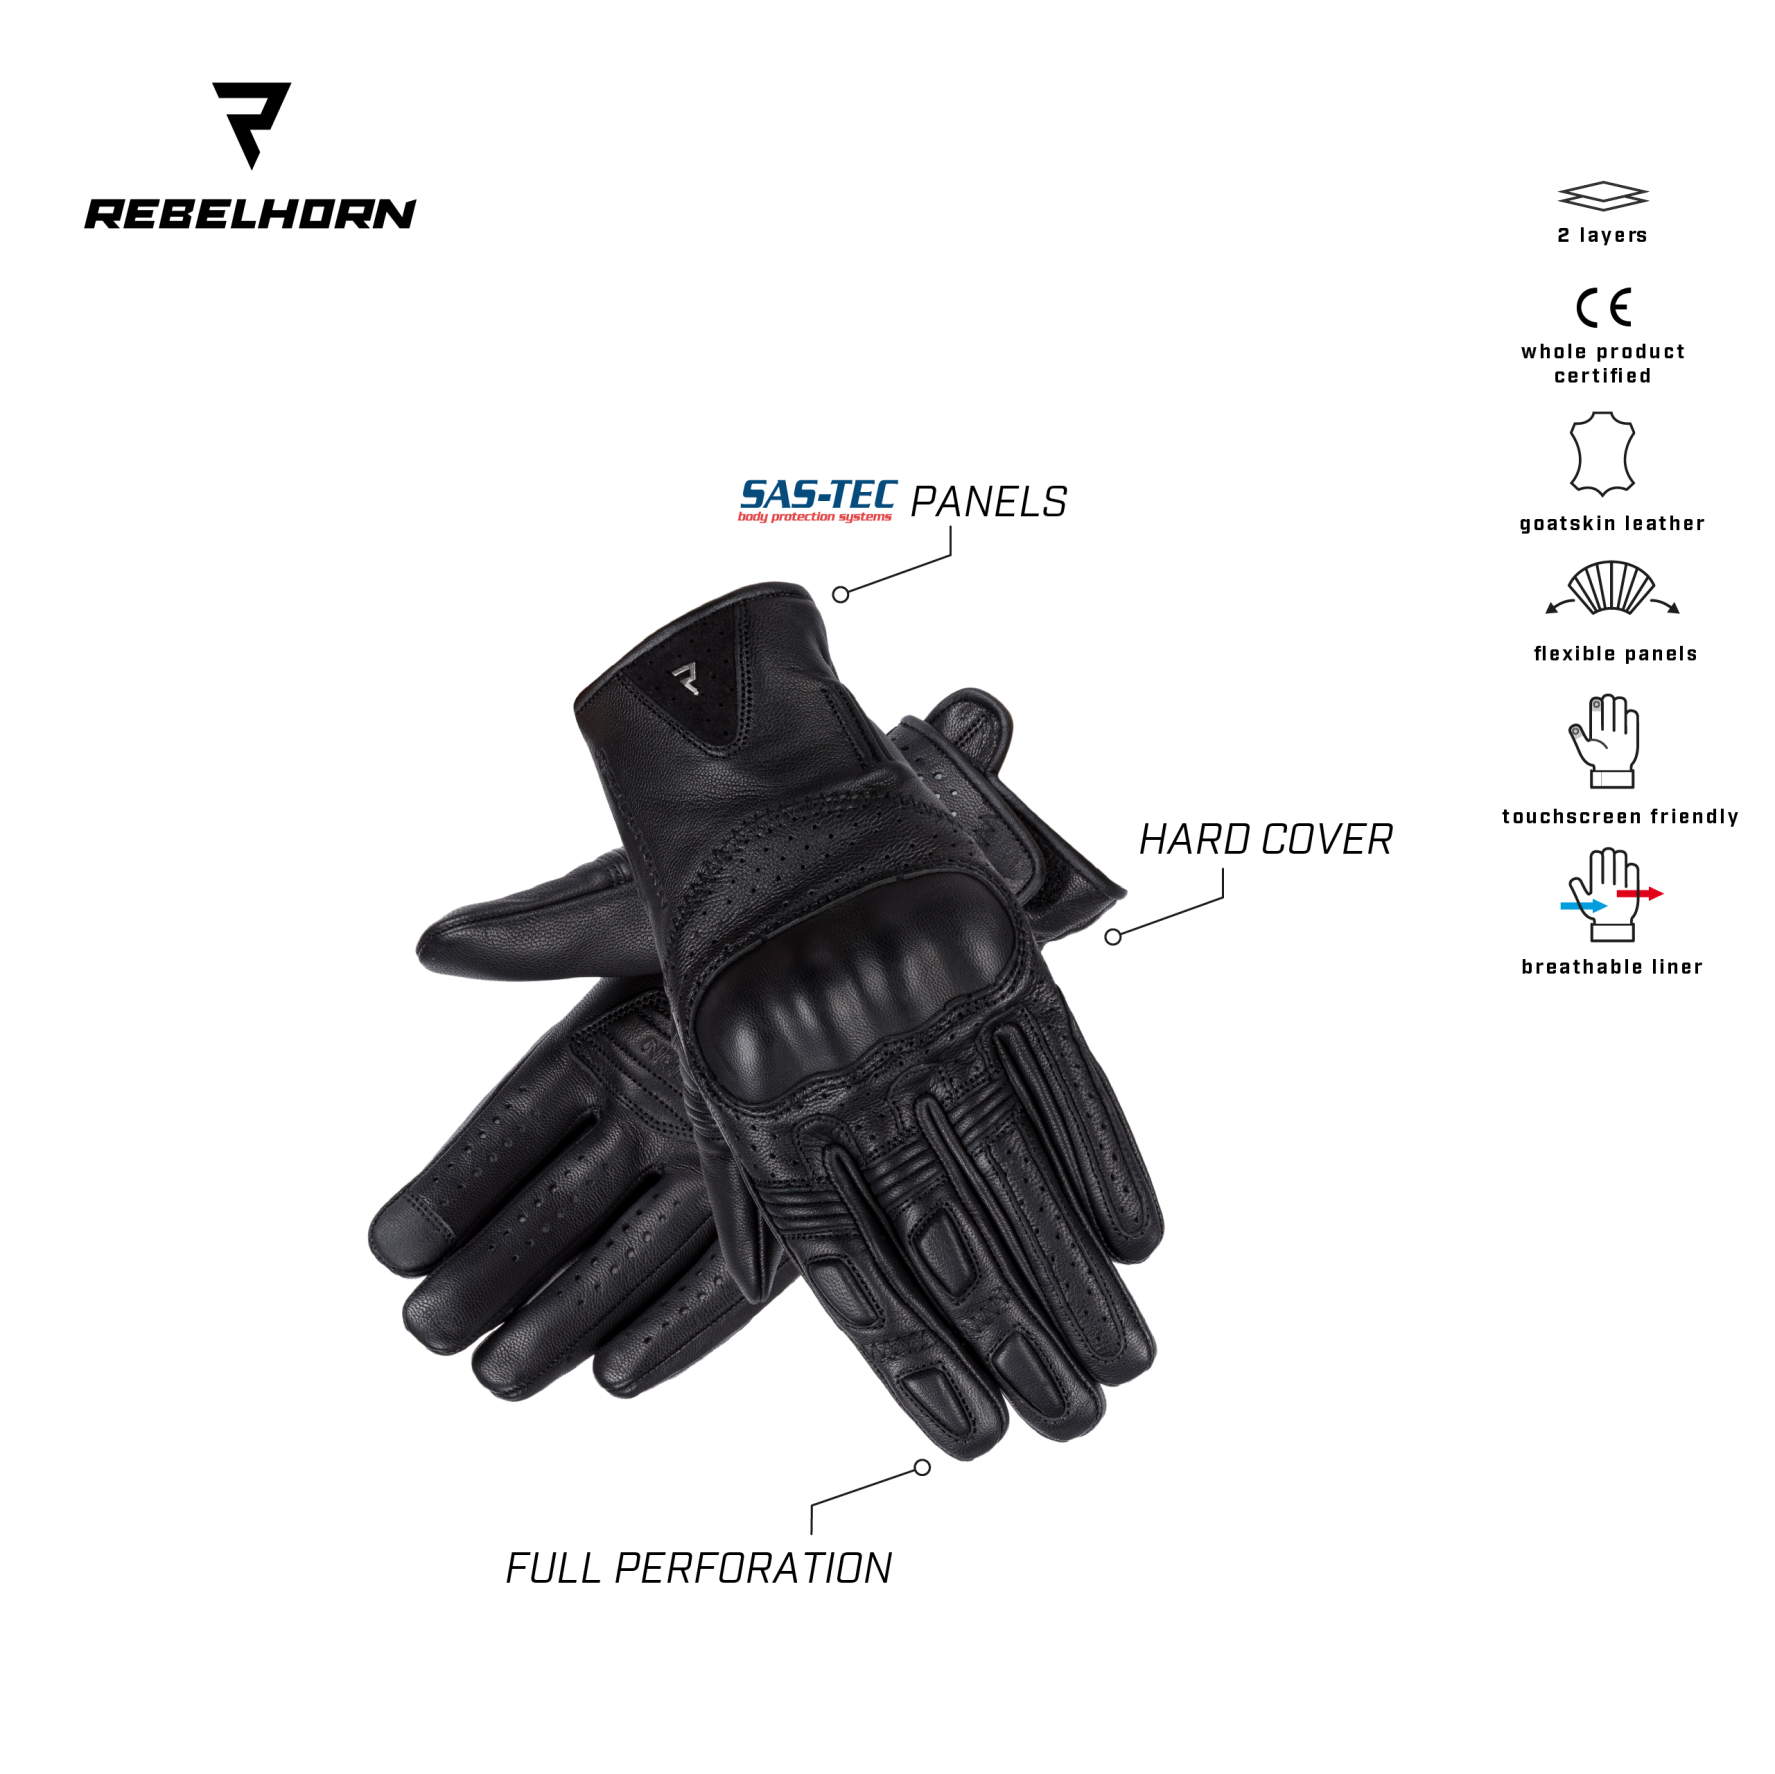 REBELHORN
2 layers
CE
whole product
certified
goatskin leather
flexible panels
touchscreen friendly
breathable liner
SAS-TEC PANELS
body protection systems
HARD COVER
FULL PERFORATION